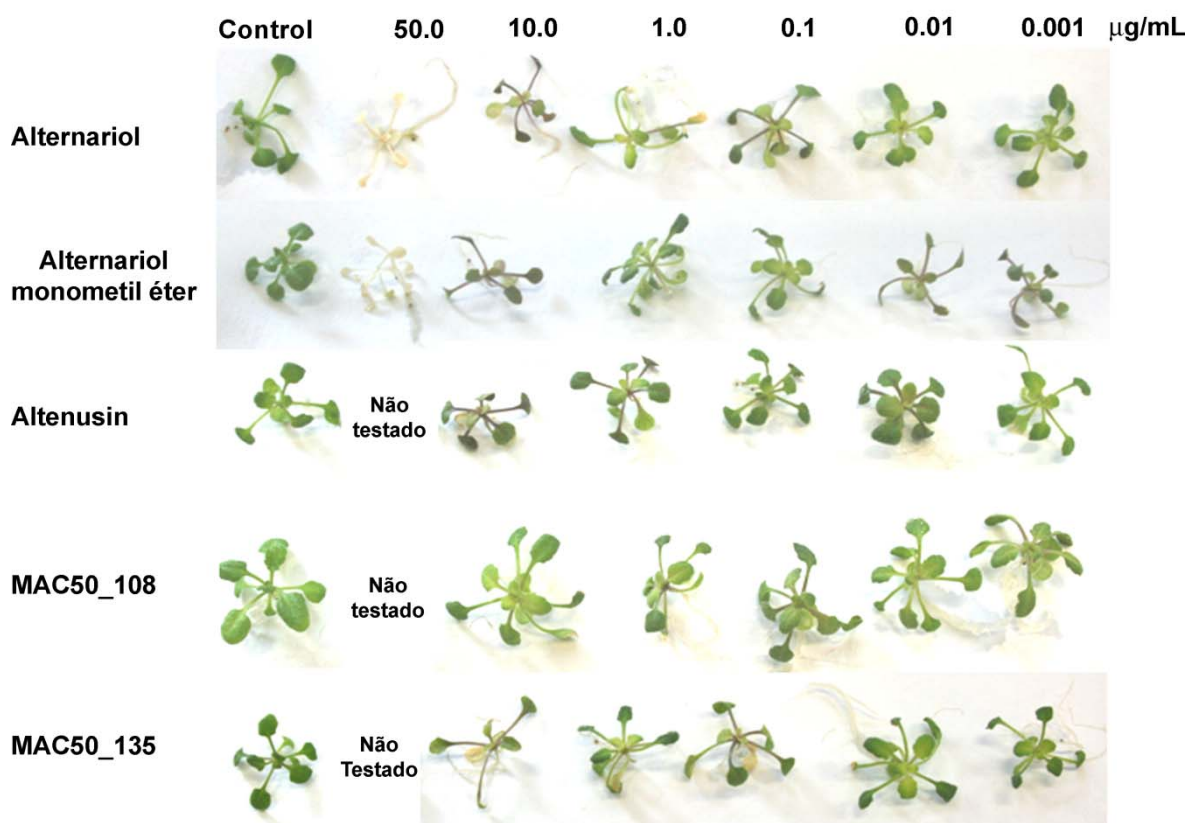 Control 50.0 10.0 1.0 0.1 0.01 0.001 μg/mL
Alternariol
Alternariol
monometil éter
Altenusin
Não
testado
MAC50_108
Não
testado
MAC50_135
Não
Testado